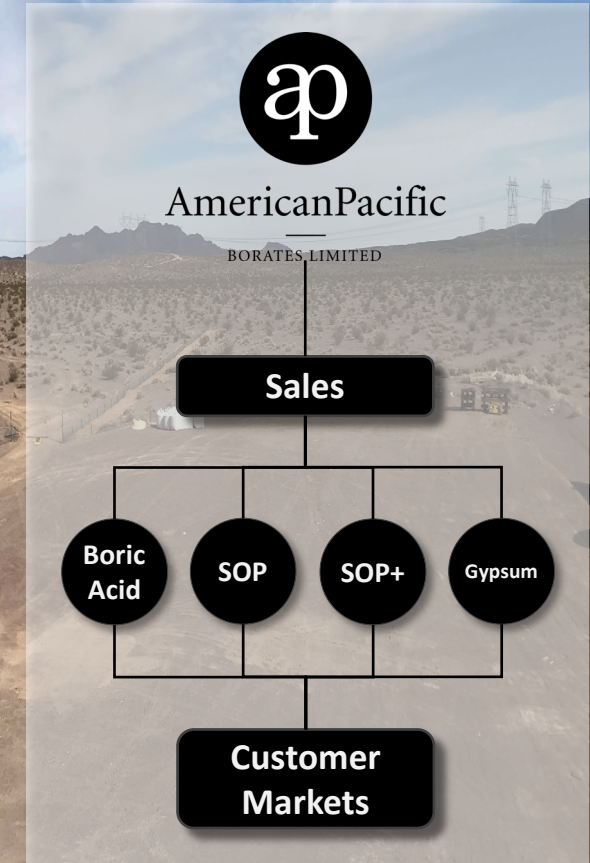 ap
AmericanPacific
BORATES LIMITED
Sales
Boric
Acid
SOP
SOP+
Gypsum
Customer
Markets